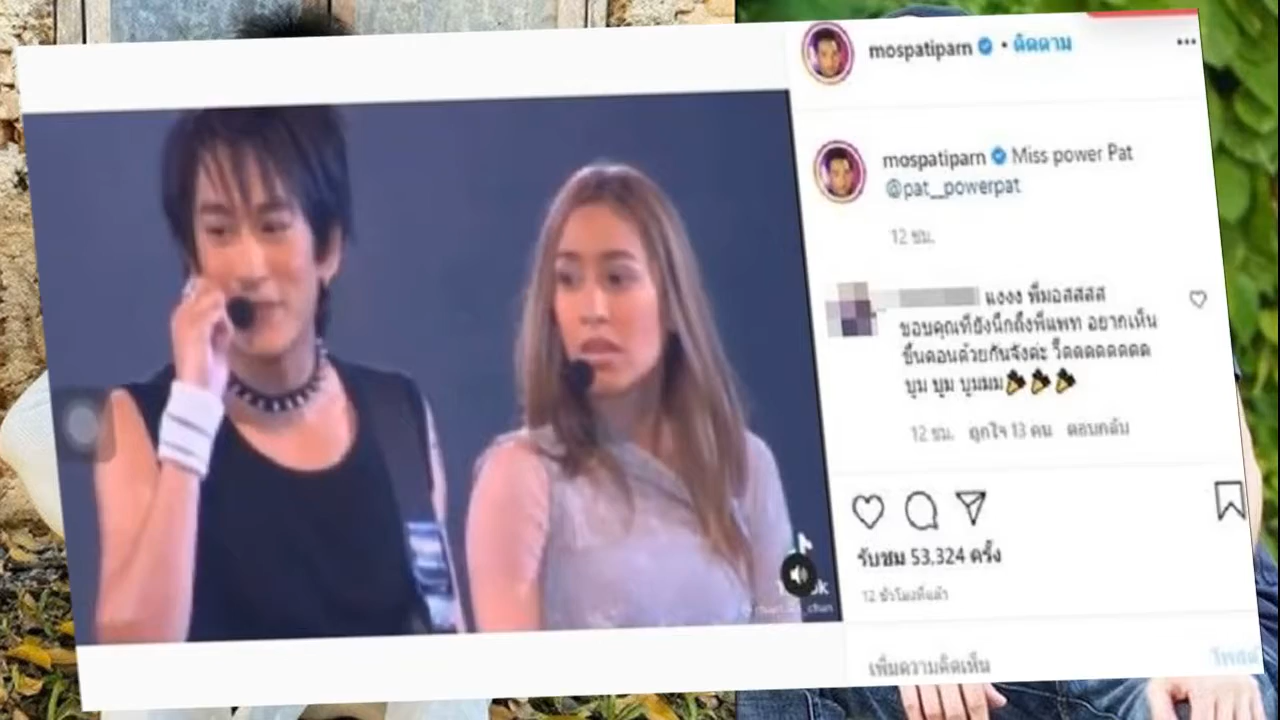 mospatiparn • ติดตาม
mospatiparn Miss power Pat
@pat__powerpat
12 ชม.
แงงง พี่มอสสสส
ขอบคุณที่ยังนึกถึงพี่แพท อยากเห็น
ขึ้นคอนด้วยกันจังค่ะ วี๊ดดดดดดดด
บูม บูม บูมมม
12 ชม. ถูกใจ 13 คน ตอบกลับ
รับชม 53,324 ครั้ง
12 ชั่วโมงที่แล้ว
เพิ่มความคิดเห็น
โพสต์